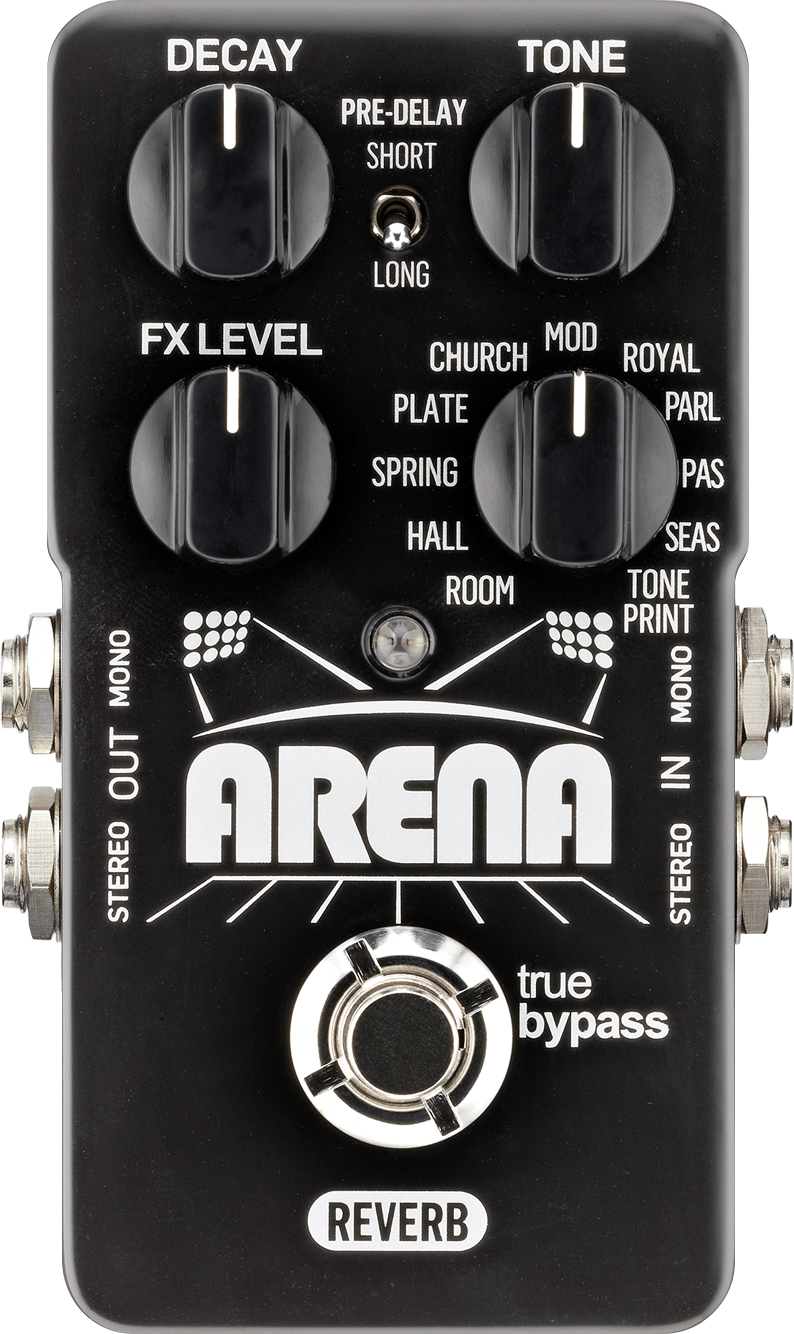 DECAY
TONE
PRE-DELAY
SHORT
LONG
FX LEVEL
MOD
CHURCH
ROYAL
PLATE
PARL
SPRING
PAS
HALL
SEAS
ROOM
TONE
PRINT
MONO
OUT
STEREO
MONO
IN
STEREO
ARENA
true
bypass
REVERB